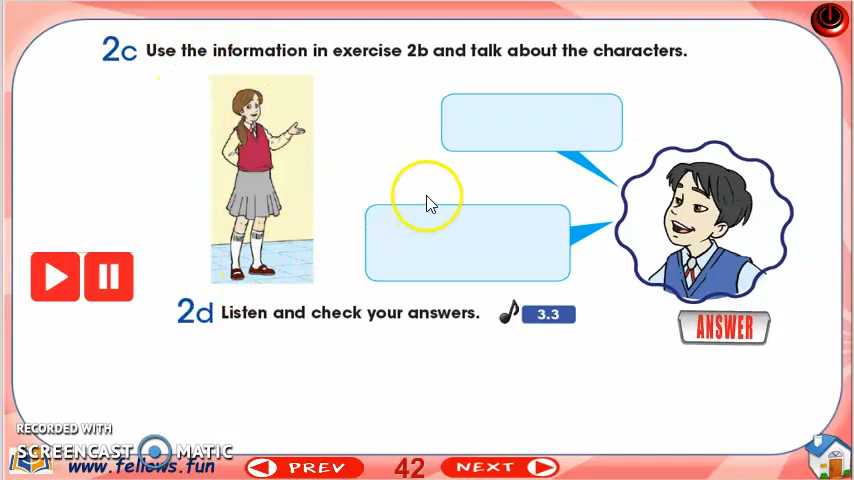 2c Use the information in exercise 2b and talk about the characters.
2d Listen and check your answers. 3.3
ANSWER
RECORDED WITH
SCREENCAST MATIC
www.fellows.fun
PREV 42 NEXT